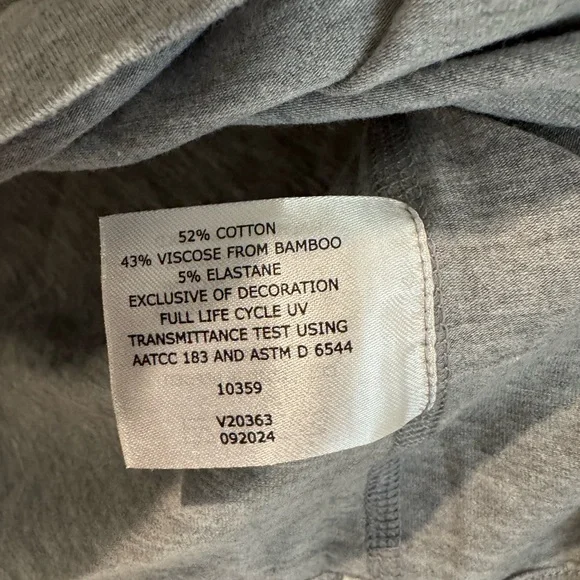 52% COTTON
43% VISCOSE FROM BAMBOO
5% ELASTANE
EXCLUSIVE OF DECORATION
FULL LIFE CYCLE UV
TRANSMITTANCE TEST USING
AATCC 183 AND ASTM D 6544
10359
V20363
092024